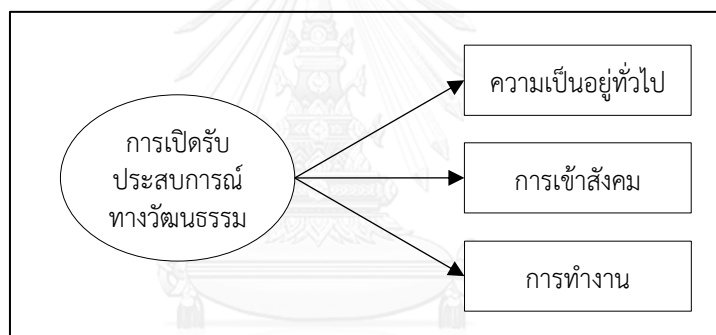 การเปิดรับ
ประสบการณ์
ทางวัฒนธรรม
ความเป็นอยู่ทั่วไป
การเข้าสังคม
การทำงาน